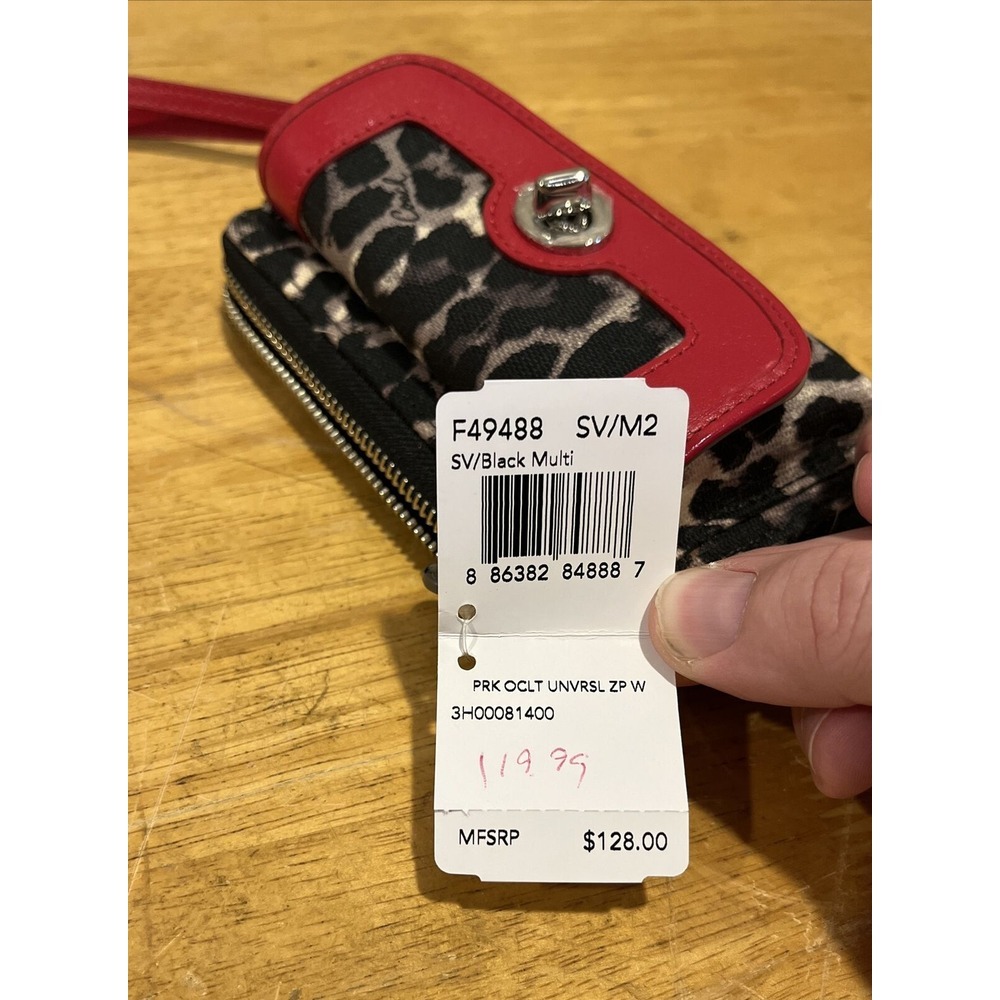 Coach
F49488 SV/M2
SV/Black Multi
8 86382 84888 7
PRK OCLT UNVRSL ZP W
3H00081400
119.99
MFSRP $128.00